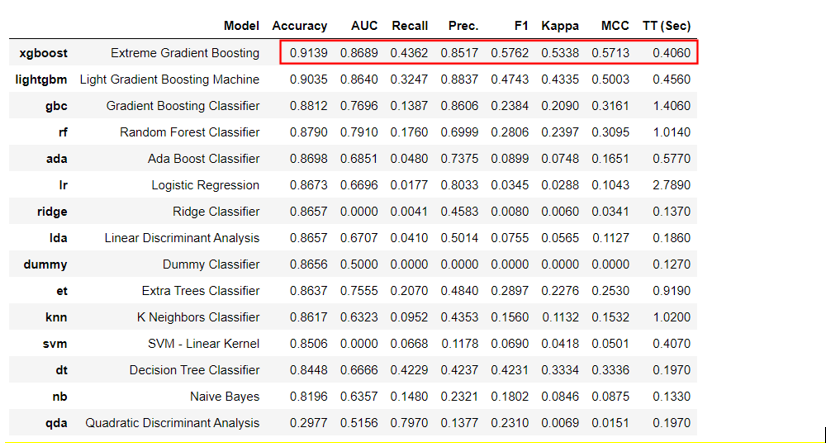 Model Accuracy AUC Recall Prec. F1 Kappa MCC TT (Sec)
xgboost Extreme Gradient Boosting 0.9139 0.8689 0.4362 0.8517 0.5762 0.5338 0.5713 0.4060
lightgbm Light Gradient Boosting Machine 0.9035 0.8640 0.3247 0.8837 0.4743 0.4335 0.5003 0.4560
gbc Gradient Boosting Classifier 0.8812 0.7696 0.1387 0.8606 0.2384 0.2090 0.3161 1.4060
rf Random Forest Classifier 0.8790 0.7910 0.1760 0.6999 0.2806 0.2397 0.3095 1.0140
ada Ada Boost Classifier 0.8698 0.6851 0.0480 0.7375 0.0899 0.0748 0.1651 0.5770
lr Logistic Regression 0.8673 0.6696 0.0177 0.8033 0.0345 0.0288 0.1043 2.7890
ridge Ridge Classifier 0.8657 0.0000 0.0041 0.4583 0.0080 0.0060 0.0341 0.1370
lda Linear Discriminant Analysis 0.8657 0.6707 0.0410 0.5014 0.0755 0.0565 0.1127 0.1860
dummy Dummy Classifier 0.8656 0.5000 0.0000 0.0000 0.0000 0.0000 0.0000 0.1270
et Extra Trees Classifier 0.8637 0.7555 0.2070 0.4840 0.2897 0.2276 0.2530 0.9190
knn K Neighbors Classifier 0.8617 0.6323 0.0952 0.4353 0.1560 0.1132 0.1532 1.0200
svm SVM - Linear Kernel 0.8506 0.0000 0.0668 0.1178 0.0690 0.0418 0.0501 0.4070
dt Decision Tree Classifier 0.8448 0.6666 0.4229 0.4237 0.4231 0.3334 0.3336 0.1970
nb Naive Bayes 0.8196 0.6357 0.1480 0.2321 0.1802 0.0846 0.0875 0.1330
qda Quadratic Discriminant Analysis 0.2977 0.5156 0.7970 0.1377 0.2310 0.0069 0.0151 0.1970